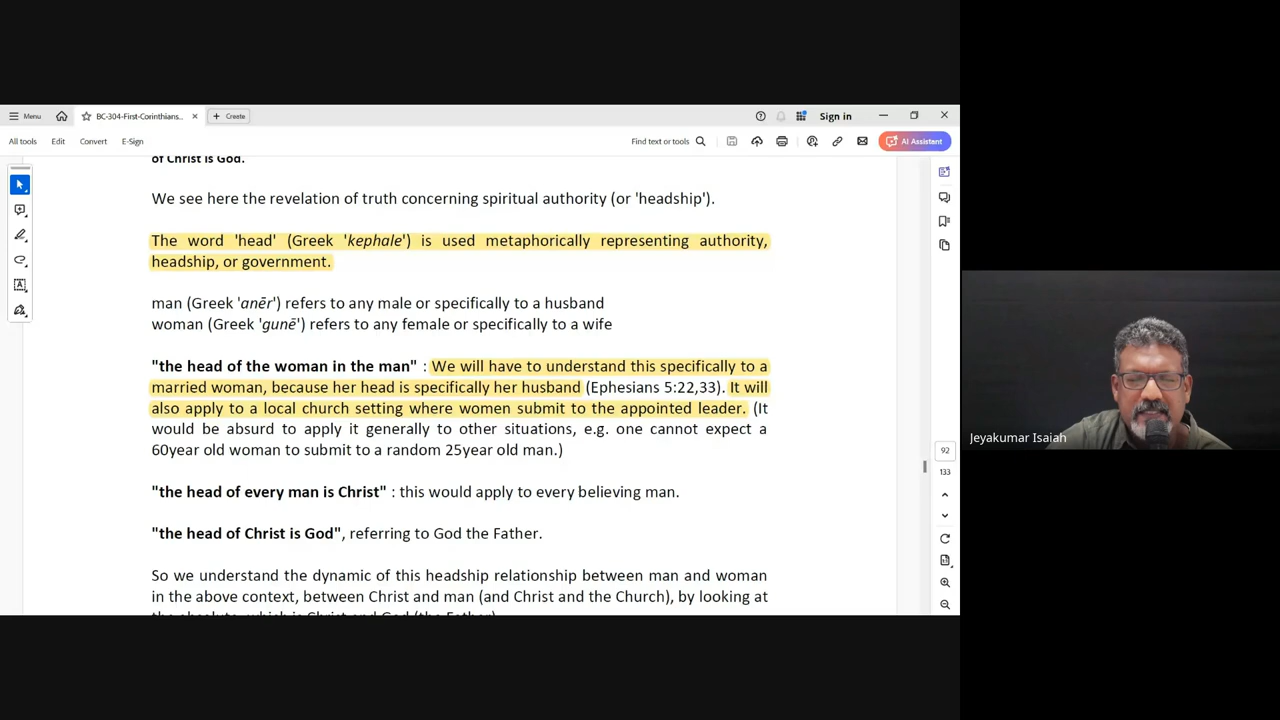 Menu
BC-304-First-Corinthians...
Create
Sign in
All tools
Edit
Convert
E-Sign
Find text or tools
AI Assistant
of Christ is God.
We see here the revelation of truth concerning spiritual authority (or 'headship').
The word 'head' (Greek 'kephale') is used metaphorically representing authority,
headship, or government.
man (Greek 'anēr') refers to any male or specifically to a husband
woman (Greek 'gunē') refers to any female or specifically to a wife
"the head of the woman in the man" : We will have to understand this specifically to a
married woman, because her head is specifically her husband (Ephesians 5:22,33). It will
also apply to a local church setting where women submit to the appointed leader. (It
would be absurd to apply it generally to other situations, e.g. one cannot expect a
60year old woman to submit to a random 25year old man.)
"the head of every man is Christ" : this would apply to every believing man.
"the head of Christ is God", referring to God the Father.
So we understand the dynamic of this headship relationship between man and woman
in the above context, between Christ and man (and Christ and the Church), by looking at
the absolute, which is Christ and God (the Father).
92
133
Jeyakumar Isaiah